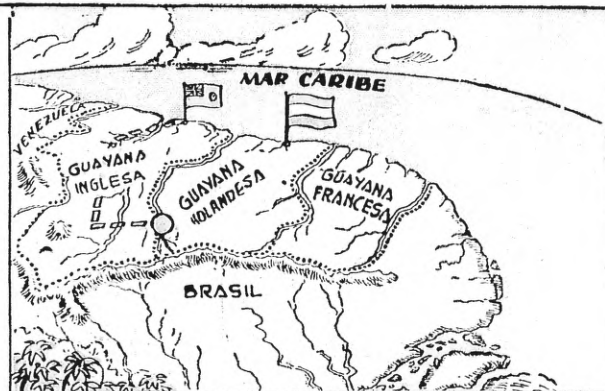 MAR CARIBE
VENEZUELA
GUAYANA
INGLESA
GUAYANA
HOLANDESA
GUAYANA
FRANCESA
BRASIL